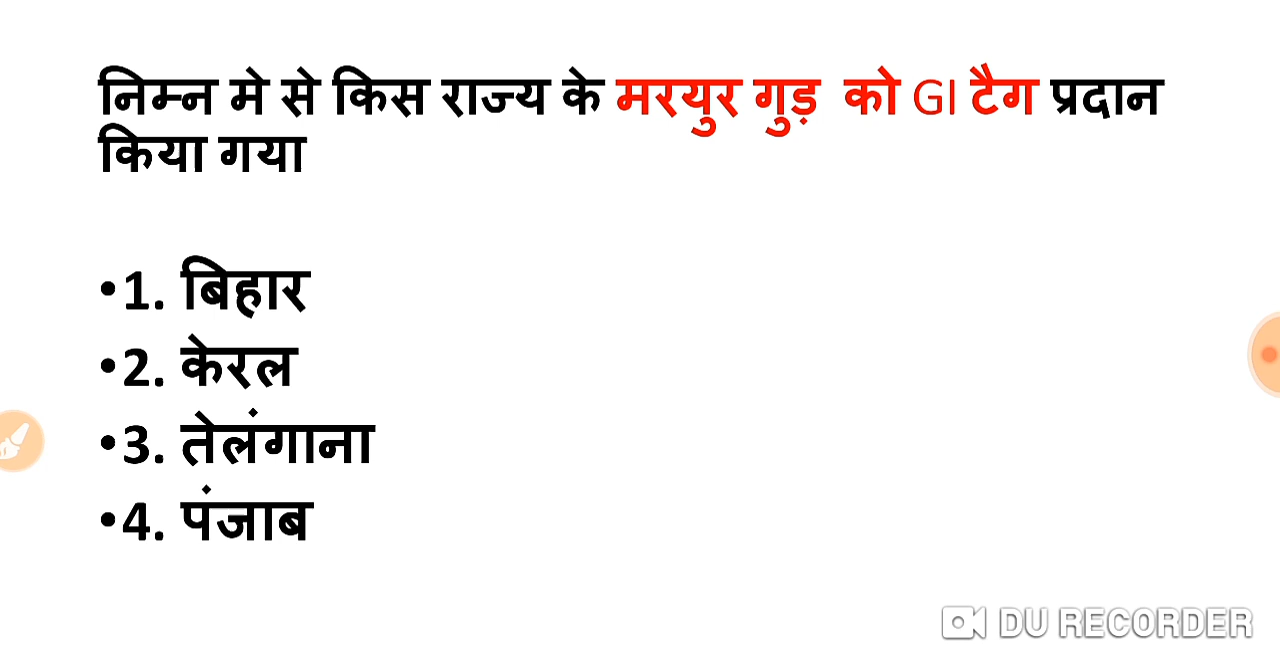 निम्न मे से किस राज्य के मरयुर गुड़ को GI टैग प्रदान
किया गया
•1. बिहार
•2. केरल
•3. तेलंगाना
•4. पंजाब
DU RECORDER